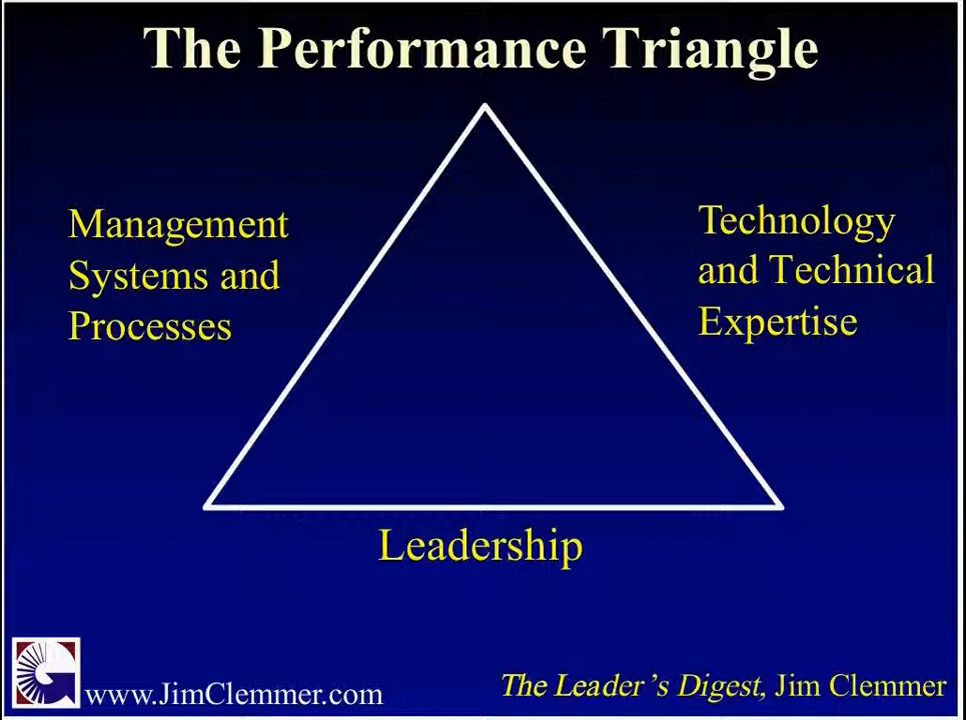 The Performance Triangle
Management
Systems and
Processes
Technology
and Technical
Expertise
Leadership
www.JimClemmer.com
The Leader’s Digest, Jim Clemmer